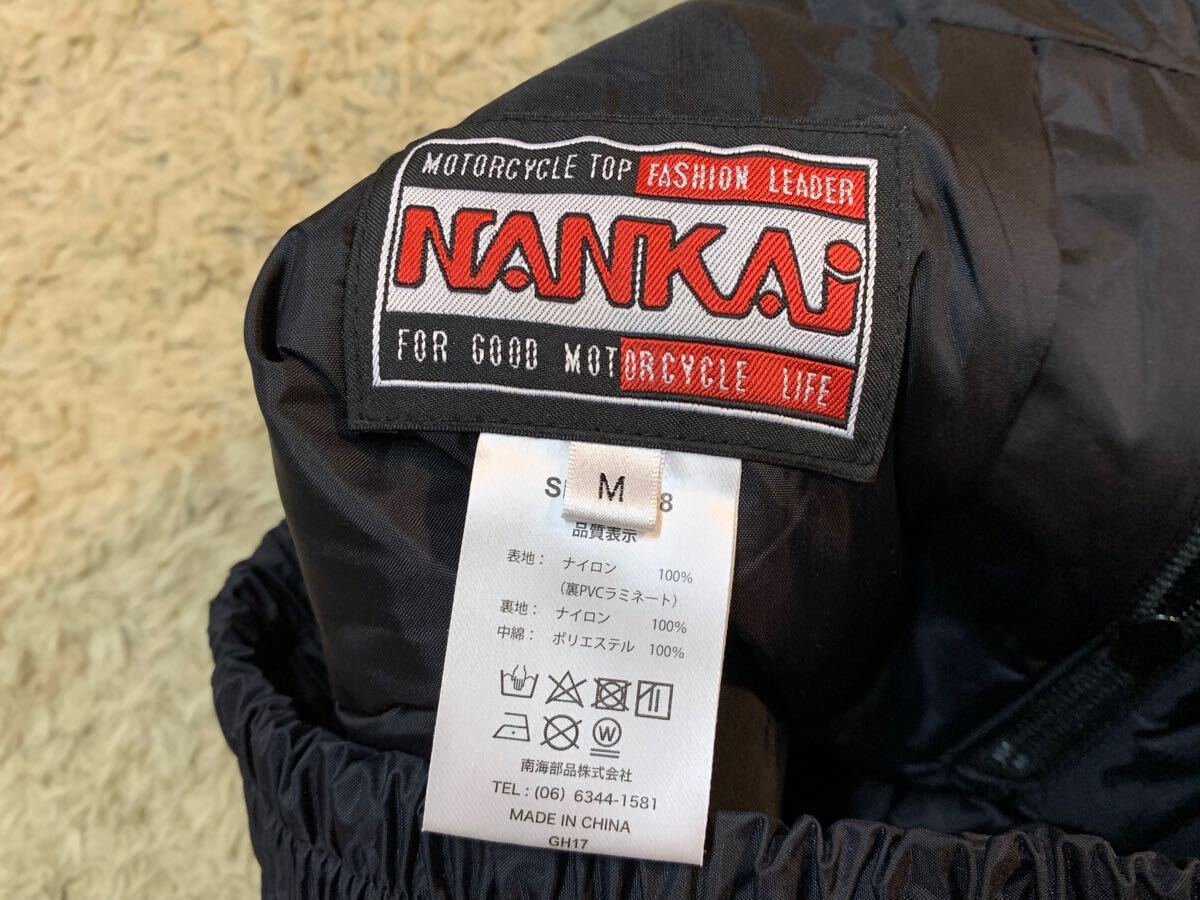 MOTORCYCLE TOP FASHION LEADER
NANKAi
FOR GOOD MOTORCYCLE LIFE
M
品質表示
表地: ナイロン 100%
(裏PVCラミネート)
裏地: ナイロン 100%
中綿: ポリエステル 100%
W
南海部品株式会社
TEL : (06) 6344-1581
MADE IN CHINA
GH17